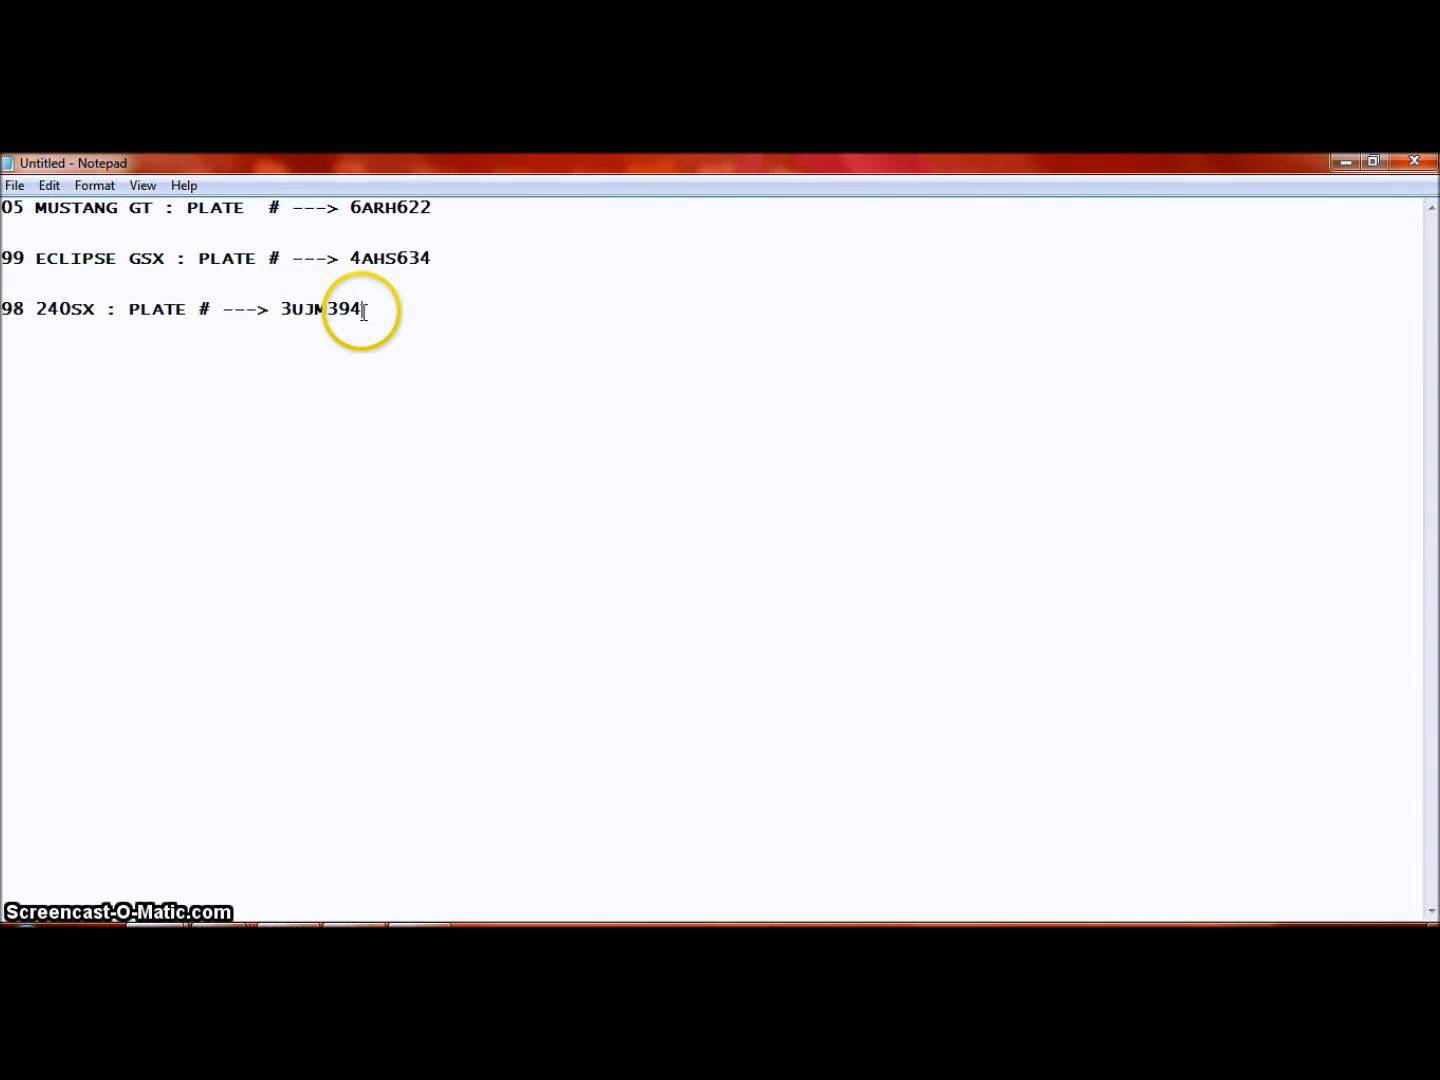 Untitled - Notepad
File Edit Format View Help
05 MUSTANG GT : PLATE  # ---> 6ARH622
99 ECLIPSE GSX : PLATE # ---> 4AHS634
98 240SX : PLATE # ---> 3UJM394
Screencast-O-Matic.com